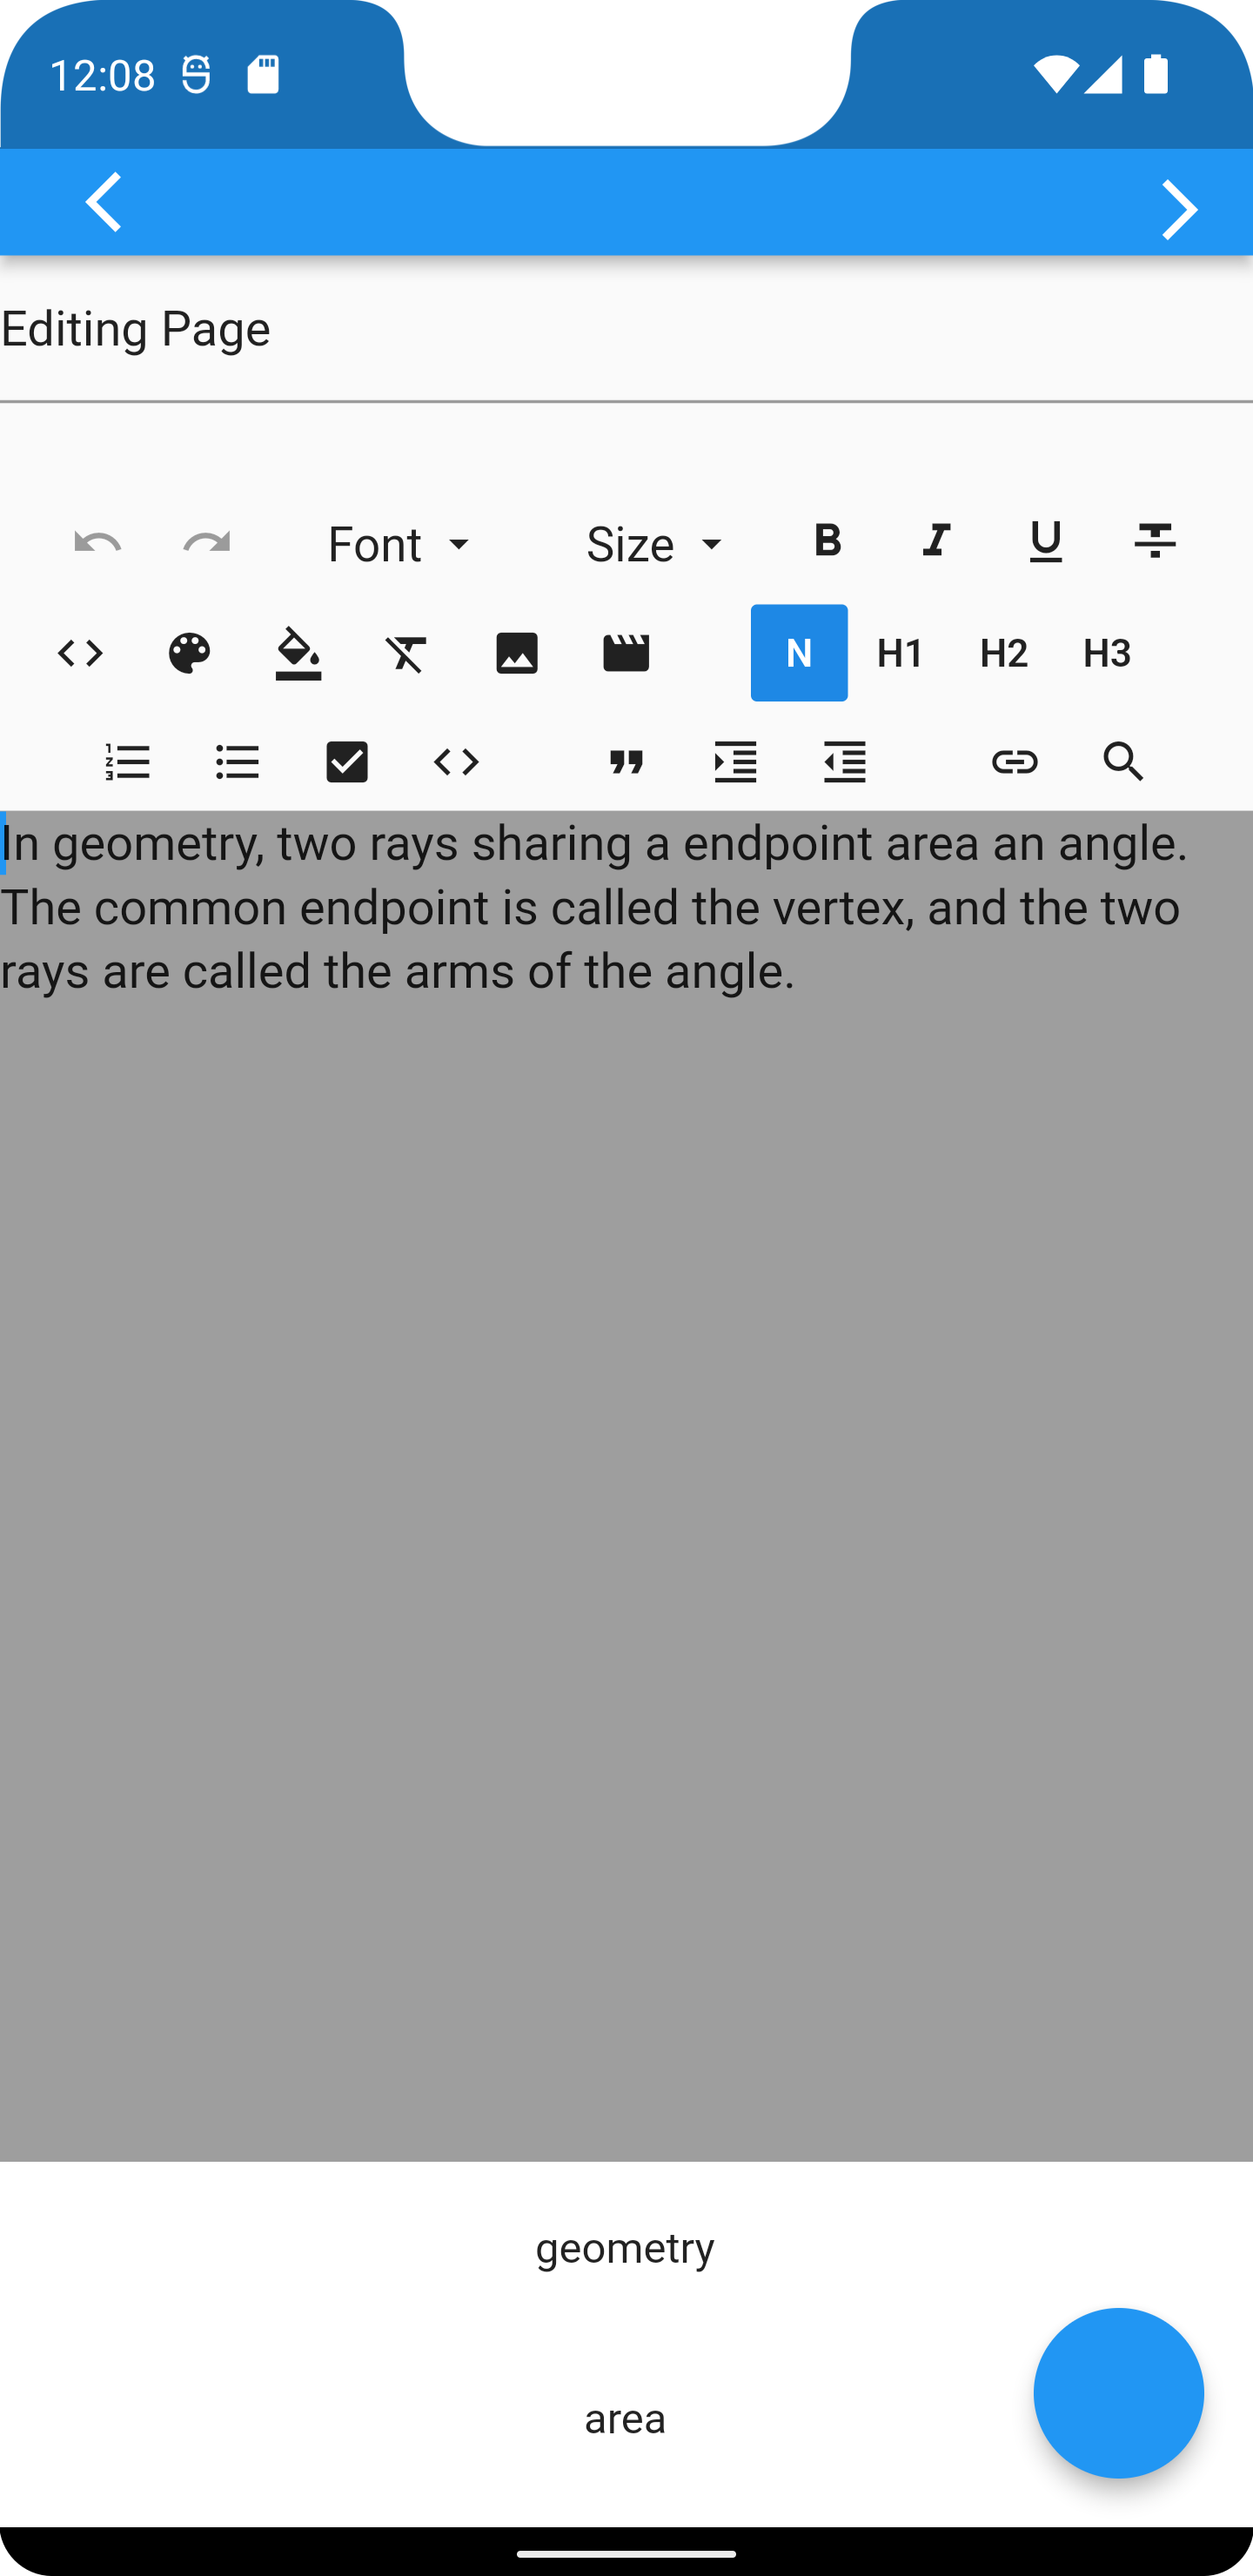 12:08
Editing Page
Font Size B I U S
N H1 H2 H3
In geometry, two rays sharing a endpoint area an angle.
The common endpoint is called the vertex, and the two
rays are called the arms of the angle.
geometry
area